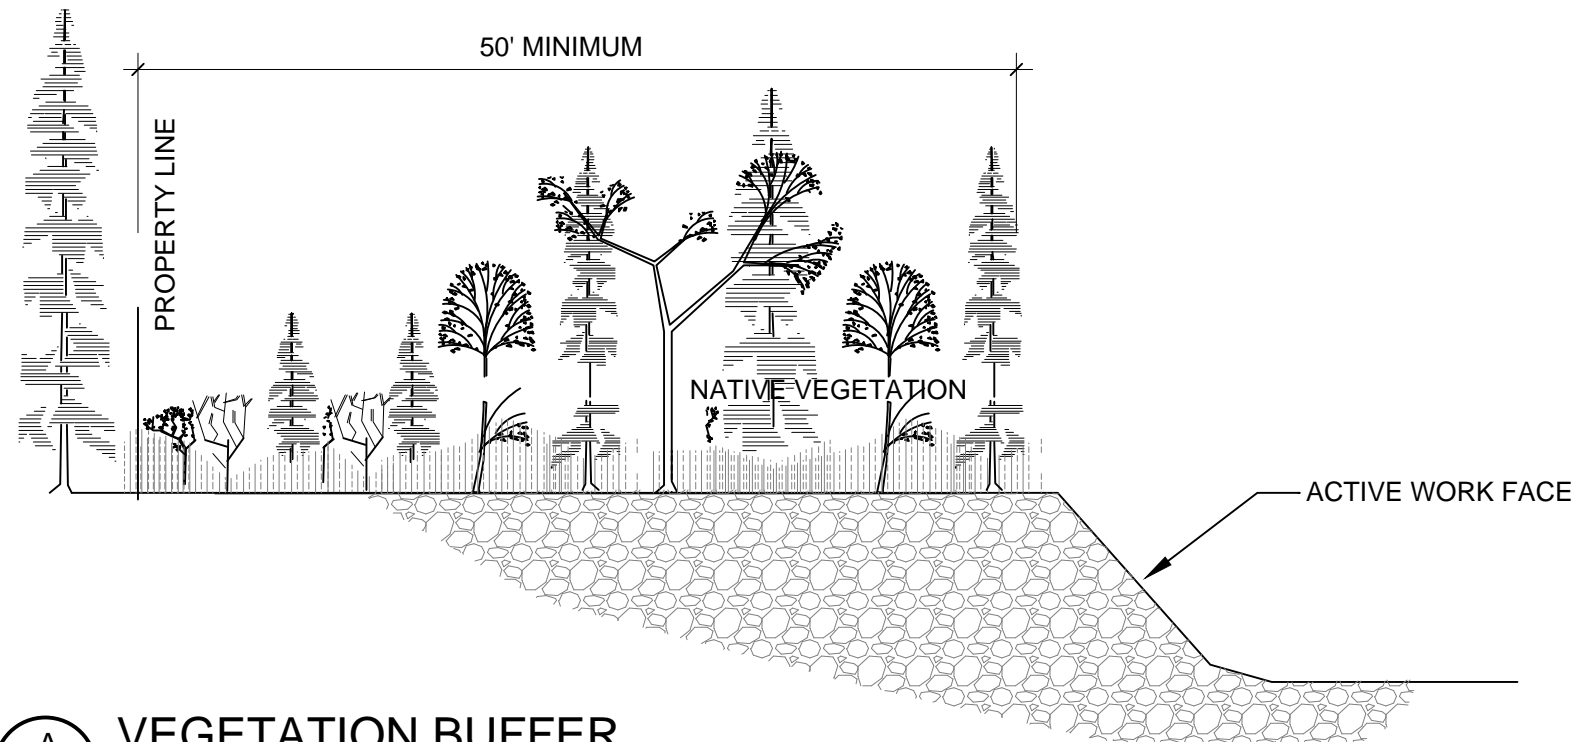 50' MINIMUM
PROPERTY LINE
NATIVE VEGETATION
ACTIVE WORK FACE
A
VEGETATION BUFFER